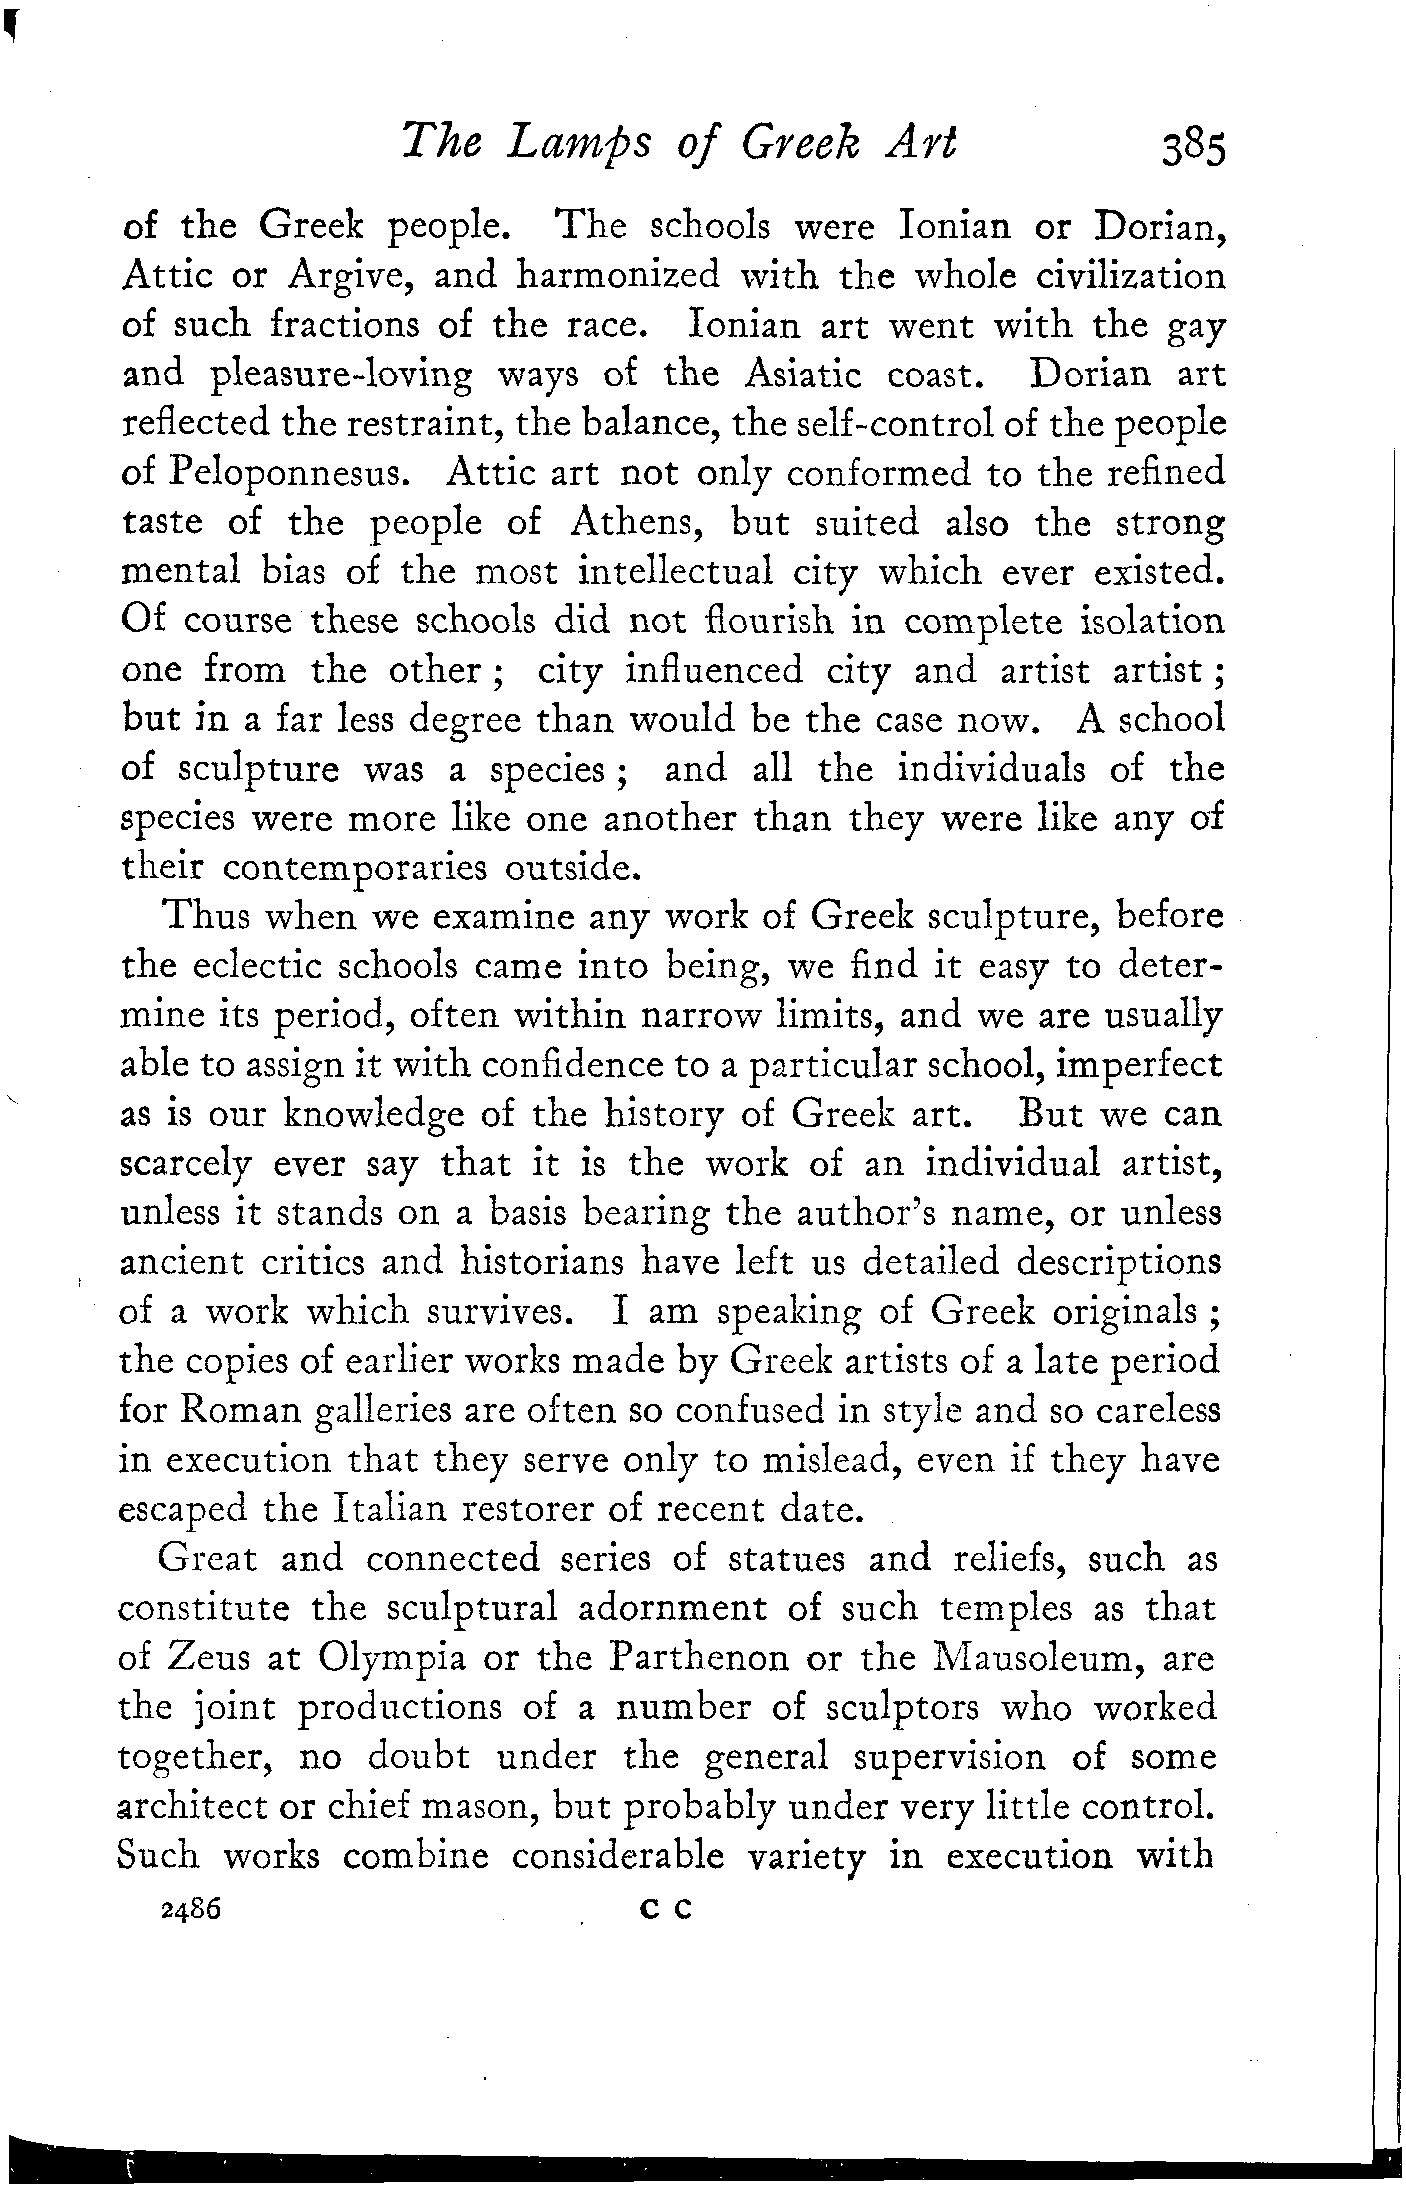 The Lamps of Greek Art 385
of the Greek people. The schools were Ionian or Dorian,
Attic or Argive, and harmonized with the whole civilization
of such fractions of the race. Ionian art went with the gay
and pleasure-loving ways of the Asiatic coast. Dorian art
reflected the restraint, the balance, the self-control of the people
of Peloponnesus. Attic art not only conformed to the refined
taste of the people of Athens, but suited also the strong
mental bias of the most intellectual city which ever existed.
Of course these schools did not flourish in complete isolation
one from the other ; city influenced city and artist artist ;
but in a far less degree than would be the case now. A school
of sculpture was a species ; and all the individuals of the
species were more like one another than they were like any of
their contemporaries outside.
Thus when we examine any work of Greek sculpture, before
the eclectic schools came into being, we find it easy to deter-
mine its period, often within narrow limits, and we are usually
able to assign it with confidence to a particular school, imperfect
as is our knowledge of the history of Greek art. But we can
scarcely ever say that it is the work of an individual artist,
unless it stands on a basis bearing the author's name, or unless
ancient critics and historians have left us detailed descriptions
of a work which survives. I am speaking of Greek originals ;
the copies of earlier works made by Greek artists of a late period
for Roman galleries are often so confused in style and so careless
in execution that they serve only to mislead, even if they have
escaped the Italian restorer of recent date.
Great and connected series of statues and reliefs, such as
constitute the sculptural adornment of such temples as that
of Zeus at Olympia or the Parthenon or the Mausoleum, are
the joint productions of a number of sculptors who worked
together, no doubt under the general supervision of some
architect or chief mason, but probably under very little control.
Such works combine considerable variety in execution with
2486 C C